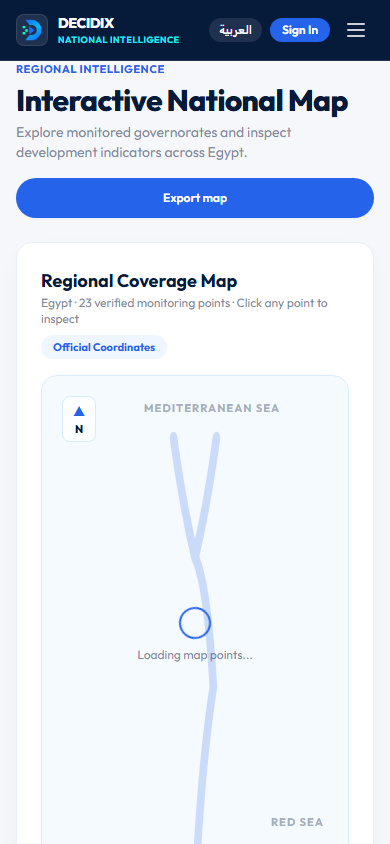 DECIDIX
NATIONAL INTELLIGENCE
العربية
Sign In
REGIONAL INTELLIGENCE
Interactive National Map
Explore monitored governorates and inspect
development indicators across Egypt.
Export map
Regional Coverage Map
Egypt · 23 verified monitoring points · Click any point to
inspect
Official Coordinates
N
MEDITERRANEAN SEA
Loading map points...
RED SEA